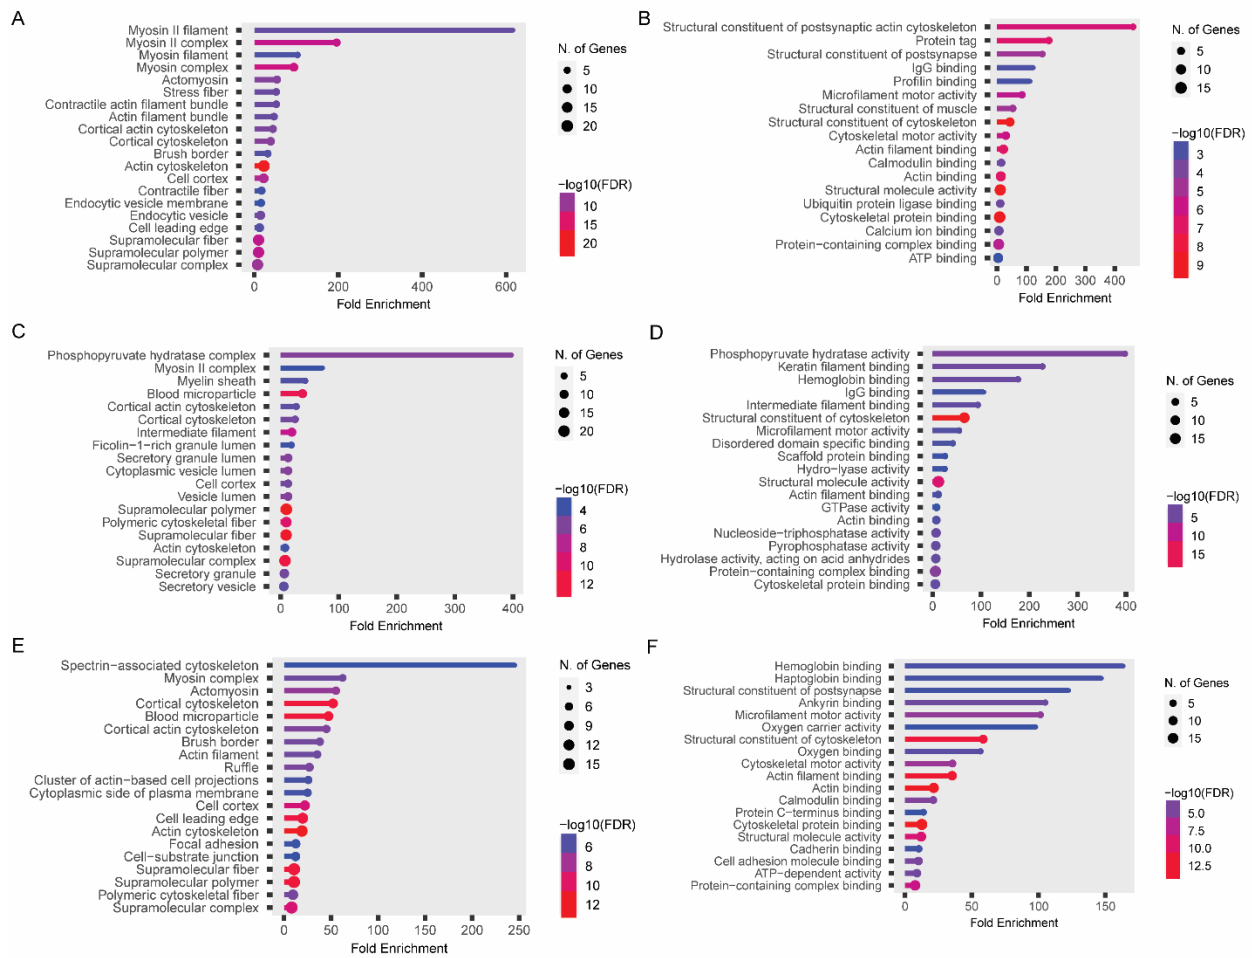 A
Myosin II filament
Myosin II complex
Myosin filament
Myosin complex
Actomyosin
Stress fiber
Contractile actin filament bundle
Actin filament bundle
Cortical actin cytoskeleton
Cortical cytoskeleton
Brush border
Actin cytoskeleton
Cell cortex
Contractile fiber
Endocytic vesicle membrane
Endocytic vesicle
Cell leading edge
Supramolecular fiber
Supramolecular polymer
Supramolecular complex
0 200 400 600
Fold Enrichment
N. of Genes
5
10
15
20
−log10(FDR)
10
15
20
B
Structural constituent of postsynaptic actin cytoskeleton
Protein tag
Structural constituent of postsynapse
IgG binding
Profilin binding
Microfilament motor activity
Structural constituent of muscle
Structural constituent of cytoskeleton
Cytoskeletal motor activity
Actin filament binding
Calmodulin binding
Actin binding
Structural molecule activity
Ubiquitin protein ligase binding
Cytoskeletal protein binding
Calcium ion binding
Protein−containing complex binding
ATP binding
0 100 200 300 400
Fold Enrichment
N. of Genes
5
10
15
−log10(FDR)
3
4
5
6
7
8
9
C
Phosphopyruvate hydratase complex
Myosin II complex
Myelin sheath
Blood microparticle
Cortical actin cytoskeleton
Cortical cytoskeleton
Intermediate filament
Ficolin−1−rich granule lumen
Secretory granule lumen
Cytoplasmic vesicle lumen
Cell cortex
Vesicle lumen
Supramolecular polymer
Polymeric cytoskeletal fiber
Supramolecular fiber
Actin cytoskeleton
Supramolecular complex
Secretory granule
Secretory vesicle
0 100 200 300 400
Fold Enrichment
N. of Genes
5
10
15
20
−log10(FDR)
4
6
8
10
12
D
Phosphopyruvate hydratase activity
Keratin filament binding
Hemoglobin binding
IgG binding
Intermediate filament binding
Structural constituent of cytoskeleton
Microfilament motor activity
Disordered domain specific binding
Scaffold protein binding
Hydro−lyase activity
Structural molecule activity
Actin filament binding
GTPase activity
Actin binding
Nucleoside−triphosphatase activity
Pyrophosphatase activity
Hydrolase activity, acting on acid anhydrides
Protein−containing complex binding
Cytoskeletal protein binding
0 100 200 300 400
Fold Enrichment
N. of Genes
5
10
15
−log10(FDR)
5
10
15
E
Spectrin−associated cytoskeleton
Myosin complex
Actomyosin
Cortical cytoskeleton
Blood microparticle
Cortical actin cytoskeleton
Brush border
Actin filament
Ruffle
Cluster of actin−based cell projections
Cytoplasmic side of plasma membrane
Cell cortex
Cell leading edge
Actin cytoskeleton
Focal adhesion
Cell−substrate junction
Supramolecular fiber
Supramolecular polymer
Polymeric cytoskeletal fiber
Supramolecular complex
0 50 100 150 200 250
Fold Enrichment
N. of Genes
3
6
9
12
15
−log10(FDR)
6
8
10
12
F
Hemoglobin binding
Haptoglobin binding
Structural constituent of postsynapse
Ankyrin binding
Microfilament motor activity
Oxygen carrier activity
Structural constituent of cytoskeleton
Oxygen binding
Cytoskeletal motor activity
Actin filament binding
Actin binding
Calmodulin binding
Protein C−terminus binding
Cytoskeletal protein binding
Structural molecule activity
Cadherin binding
Cell adhesion molecule binding
ATP−dependent activity
Protein−containing complex binding
0 50 100 150
Fold Enrichment
N. of Genes
5
10
15
−log10(FDR)
5.0
7.5
10.0
12.5